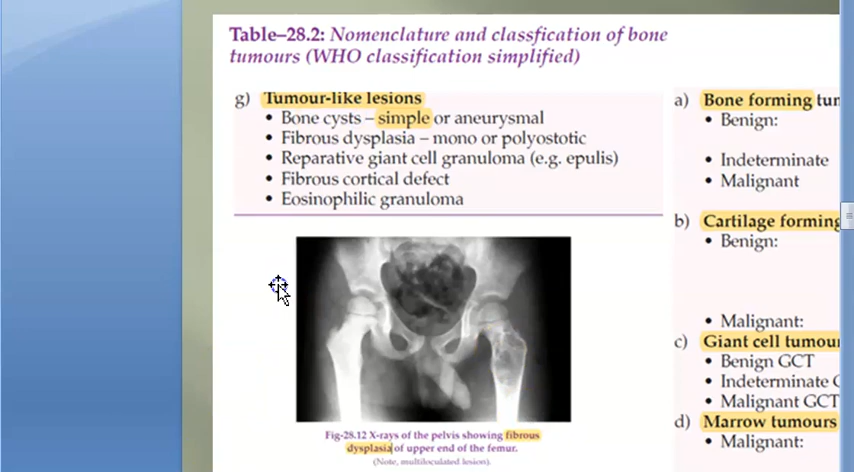 Table–28.2: Nomenclature and classfication of bone
tumours (WHO classification simplified)
g) Tumour-like lesions
• Bone cysts – simple or aneurysmal
• Fibrous dysplasia – mono or polyostotic
• Reparative giant cell granuloma (e.g. epulis)
• Fibrous cortical defect
• Eosinophilic granuloma
Fig-28.12 X-rays of the pelvis showing fibrous
dysplasia of upper end of the femur.
(Note, multiloculated lesion).
a) Bone forming
• Benign:
• Indeterminate
• Malignant
b) Cartilage forming
• Benign:
• Malignant:
c) Giant cell
• Benign GCT
• Indeterminate
• Malignant GCT
d) Marrow tumours
• Malignant: